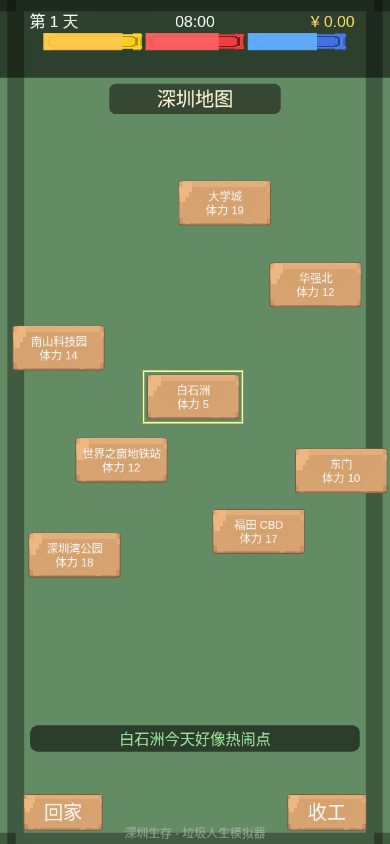 第 1 天
08:00
¥ 0.00
深圳地图
大学城
体力 19
华强北
体力 12
南山科技园
体力 14
白石洲
体力 5
世界之窗地铁站
体力 12
东门
体力 10
福田 CBD
体力 17
深圳湾公园
体力 18
白石洲今天好像热闹点
回家
收工
深圳生存 · 垃圾人生模拟器